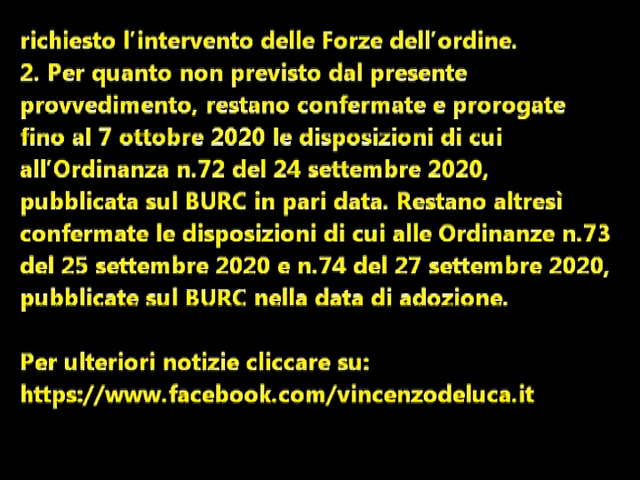 richiesto l’intervento delle Forze dell’ordine.
2. Per quanto non previsto dal presente
provvedimento, restano confermate e prorogate
fino al 7 ottobre 2020 le disposizioni di cui
all’Ordinanza n.72 del 24 settembre 2020,
pubblicata sul BURC in pari data. Restano altresì
confermate le disposizioni di cui alle Ordinanze n.73
del 25 settembre 2020 e n.74 del 27 settembre 2020,
pubblicate sul BURC nella data di adozione.
Per ulteriori notizie cliccare su:
https://www.facebook.com/vincenzodeluca.it